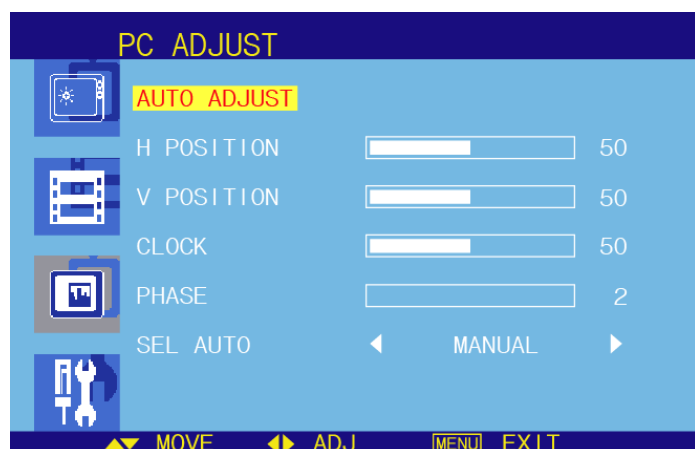 PC ADJUST
AUTO ADJUST
H POSITION 50
V POSITION 50
CLOCK 50
PHASE 2
SEL AUTO MANUAL
MOVE ADJ MENU EXIT